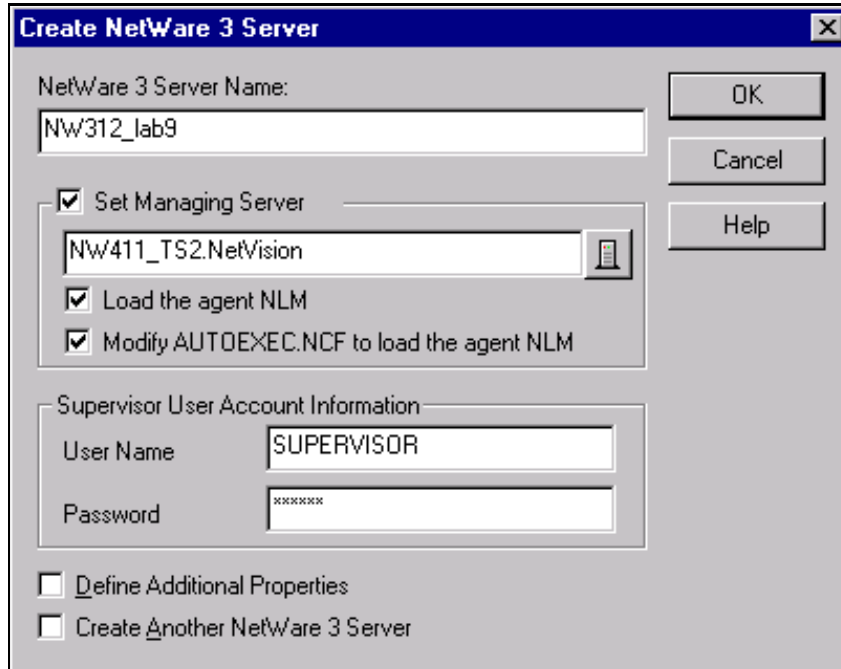 Create NetWare 3 Server
NetWare 3 Server Name:
NW312_lab9
OK
Cancel
Help
Set Managing Server
NW411_TS2.NetVision
Load the agent NLM
Modify AUTOEXEC.NCF to load the agent NLM
Supervisor User Account Information
User Name
SUPERVISOR
Password
******
Define Additional Properties
Create Another NetWare 3 Server